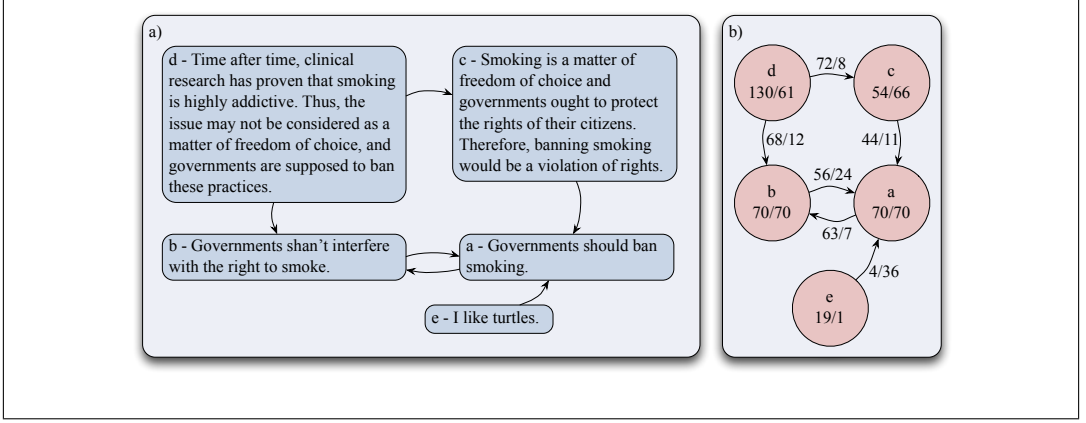 a)
d - Time after time, clinical
research has proven that smoking
is highly addictive. Thus, the
issue may not be considered as a
matter of freedom of choice, and
governments are supposed to ban
these practices.
c - Smoking is a matter of
freedom of choice and
governments ought to protect
the rights of their citizens.
Therefore, banning smoking
would be a violation of rights.
b - Governments shan't interfere
with the right to smoke.
a - Governments should ban
smoking.
e - I like turtles.
b)
d
130/61
72/8
c
54/66
68/12
44/11
b
70/70
56/24
a
70/70
63/7
4/36
e
19/1